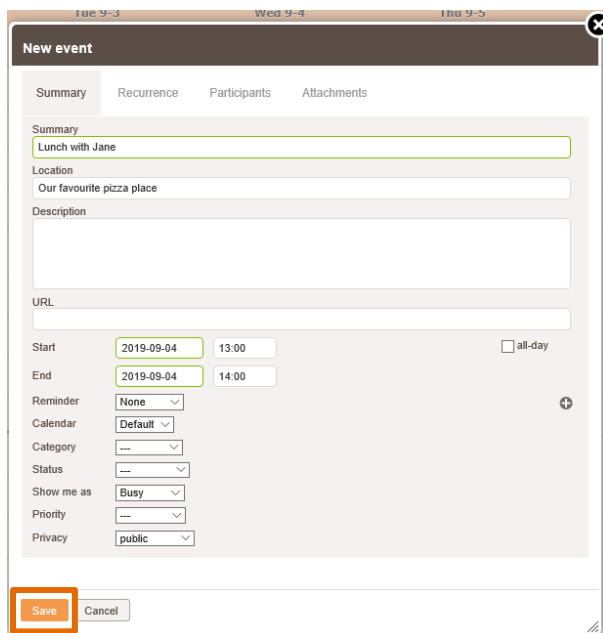 Tue 9-3 Wed 9-4 Thu 9-5
New event
Summary Recurrence Participants Attachments
Summary
Lunch with Jane
Location
Our favourite pizza place
Description
URL
Start 2019-09-04 13:00 all-day
End 2019-09-04 14:00
Reminder None
Calendar Default
Category ---
Status ---
Show me as Busy
Priority ---
Privacy public
Save Cancel